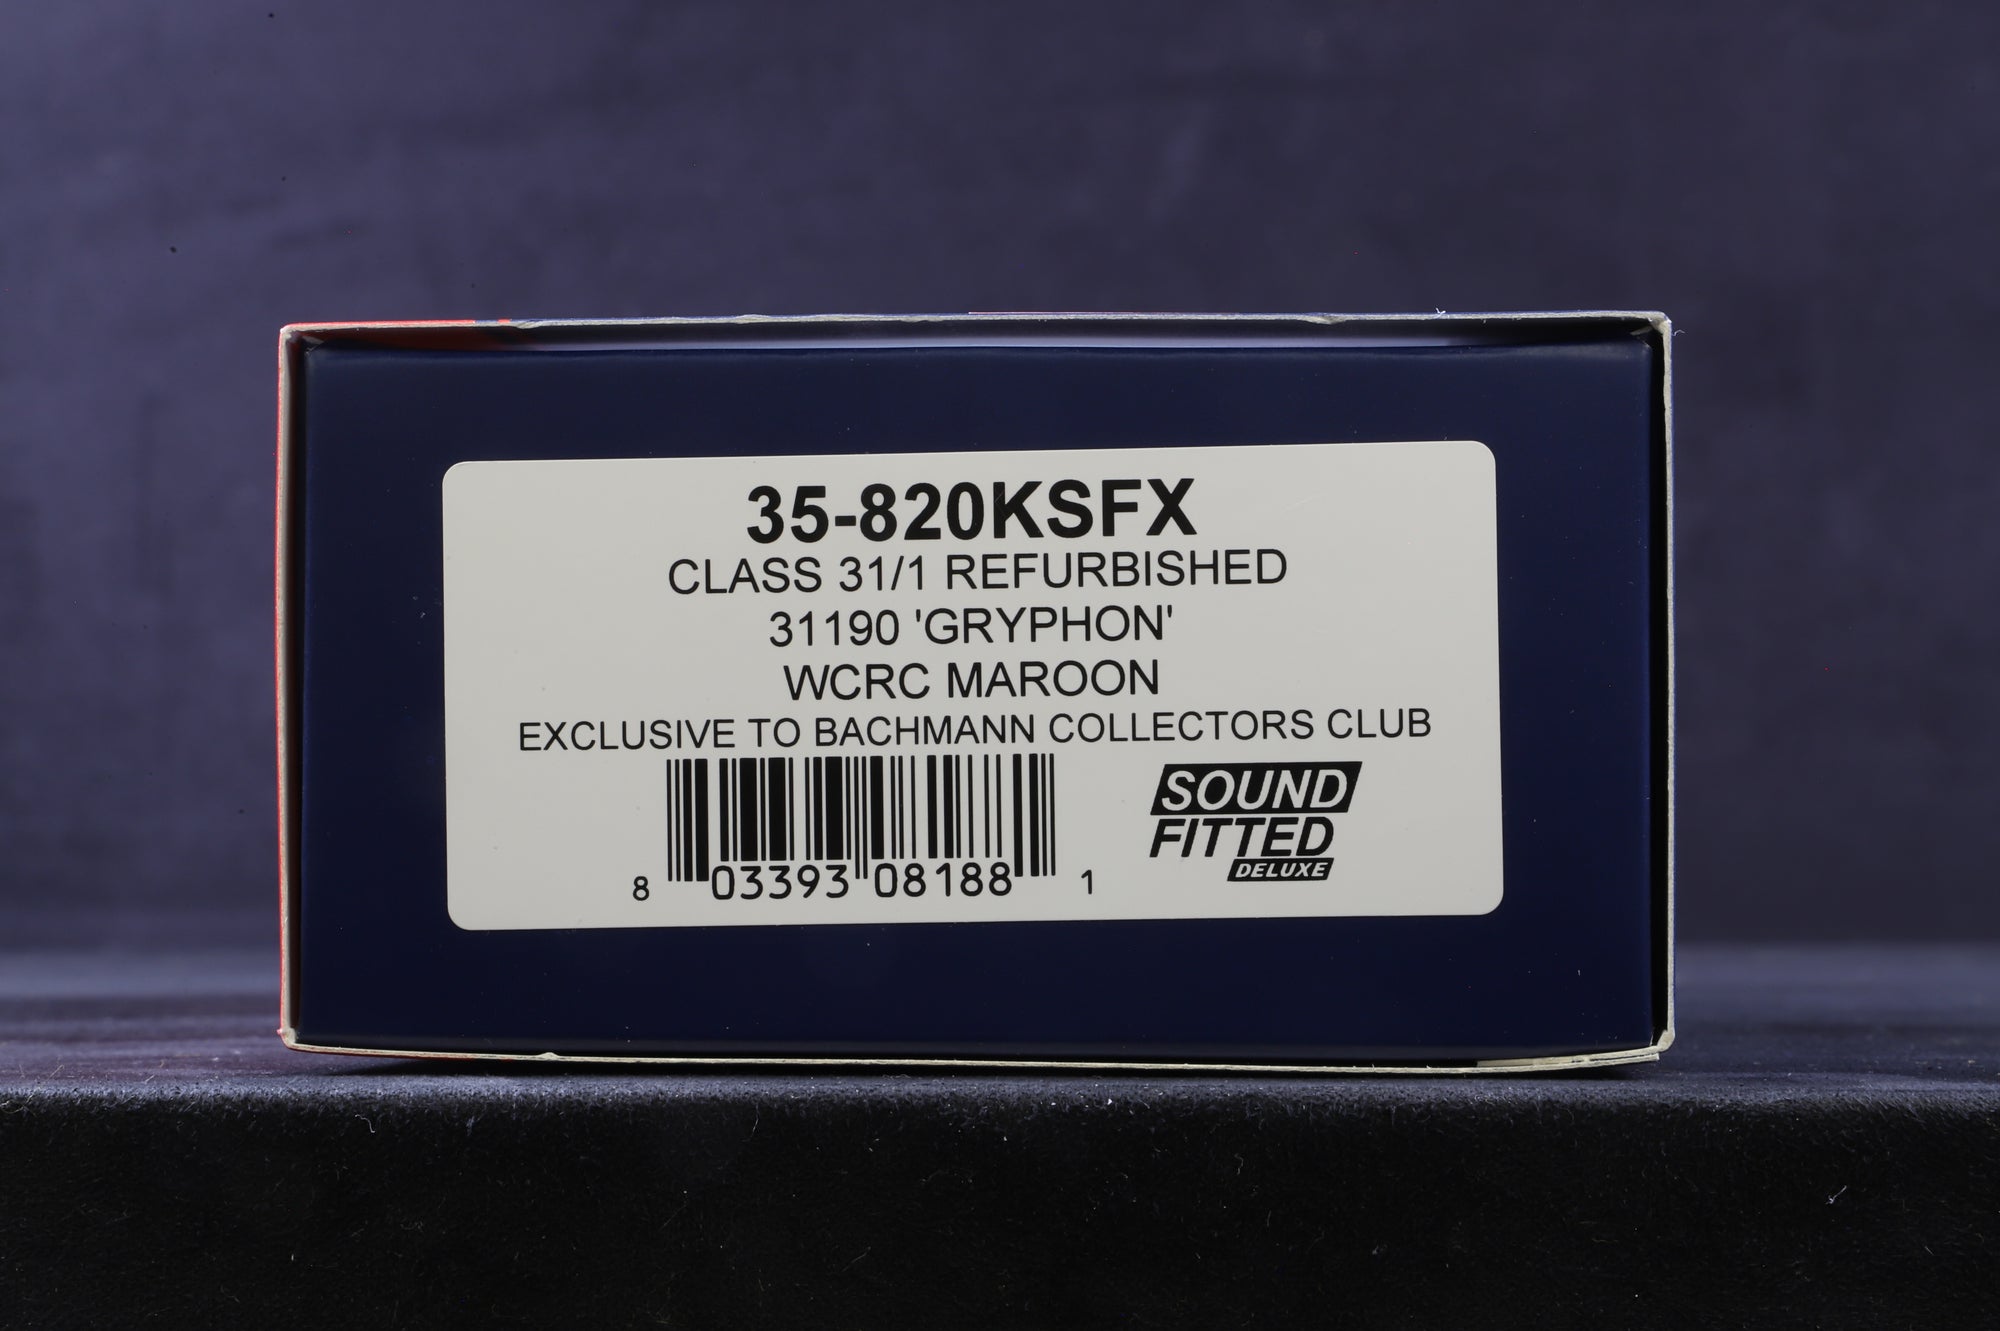 35-820KSFX
CLASS 31/1 REFURBISHED
31190 'GRYPHON'
WCRC MAROON
EXCLUSIVE TO BACHMANN COLLECTORS CLUB
SOUND
FITTED
DELUXE
8 03393 08188 1